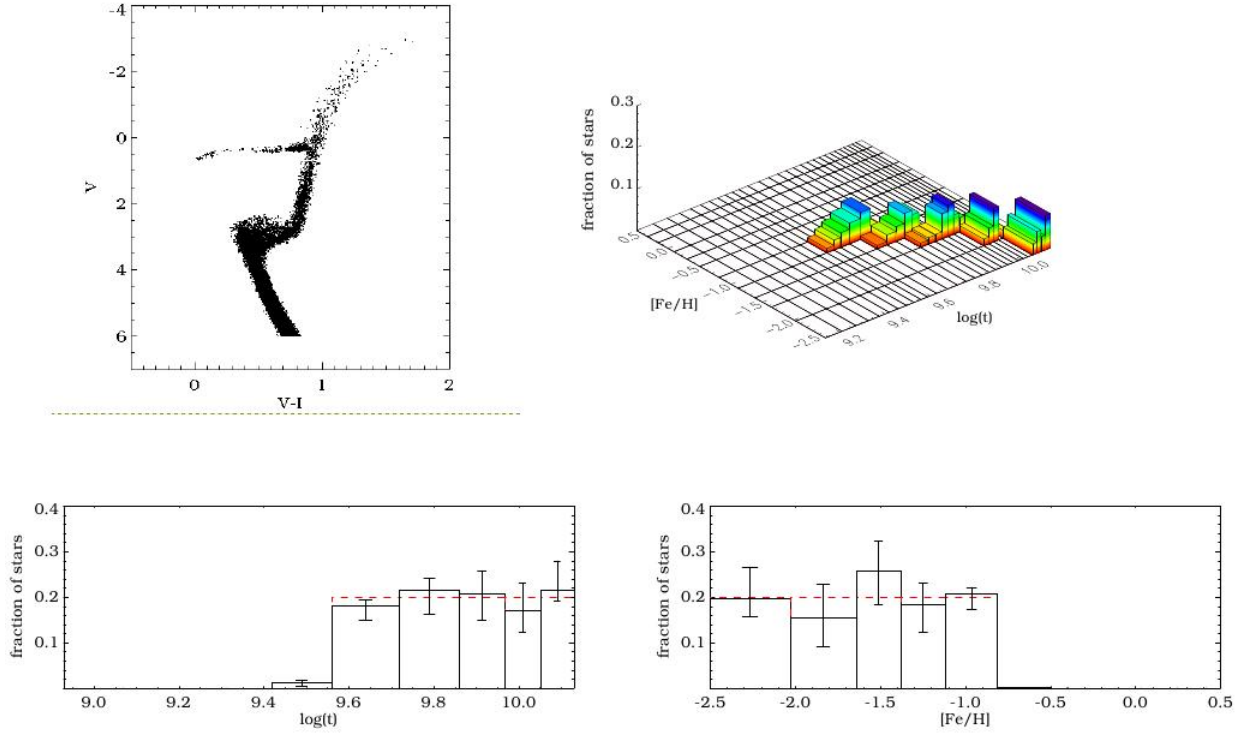 -4
-2
0
2
4
6
V
0 1 2
V-I
0.3
0.2
0.1
fraction of stars
0.5
0.0
-0.5
-1.0
-1.5
-2.0
-2.5
[Fe/H]
9.2
9.4
9.6
9.8
10.0
log(t)
0.4
0.3
0.2
0.1
fraction of stars
9.0 9.2 9.4 9.6 9.8 10.0
log(t)
0.4
0.3
0.2
0.1
fraction of stars
-2.5 -2.0 -1.5 -1.0 -0.5 0.0 0.5
[Fe/H]